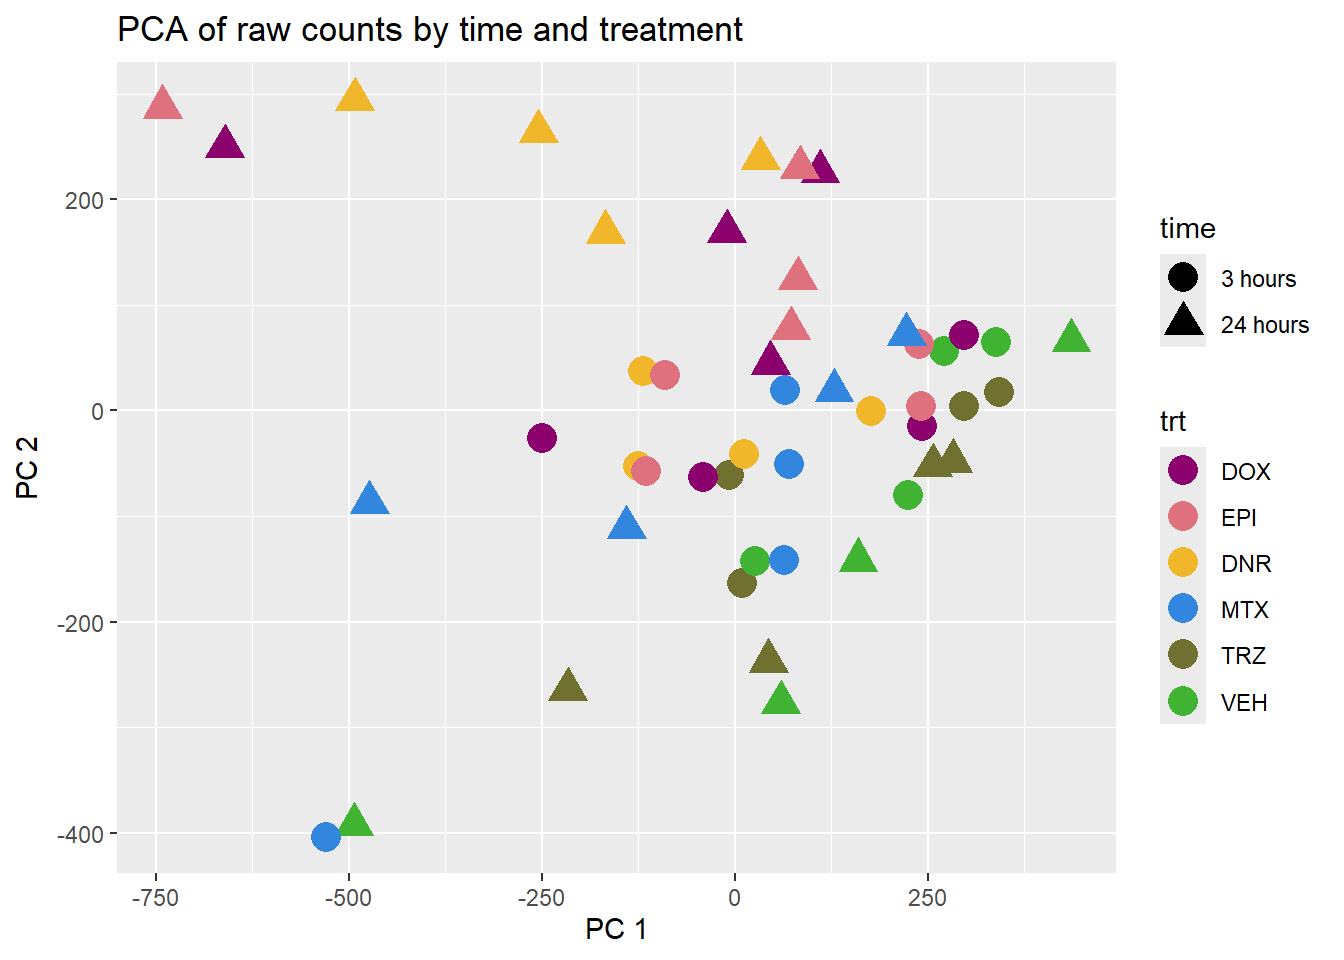 PCA of raw counts by time and treatment
200
0
-200
-400
PC 2
-750
-500
-250
0
250
PC 1
time
3 hours
24 hours
trt
DOX
EPI
DNR
MTX
TRZ
VEH